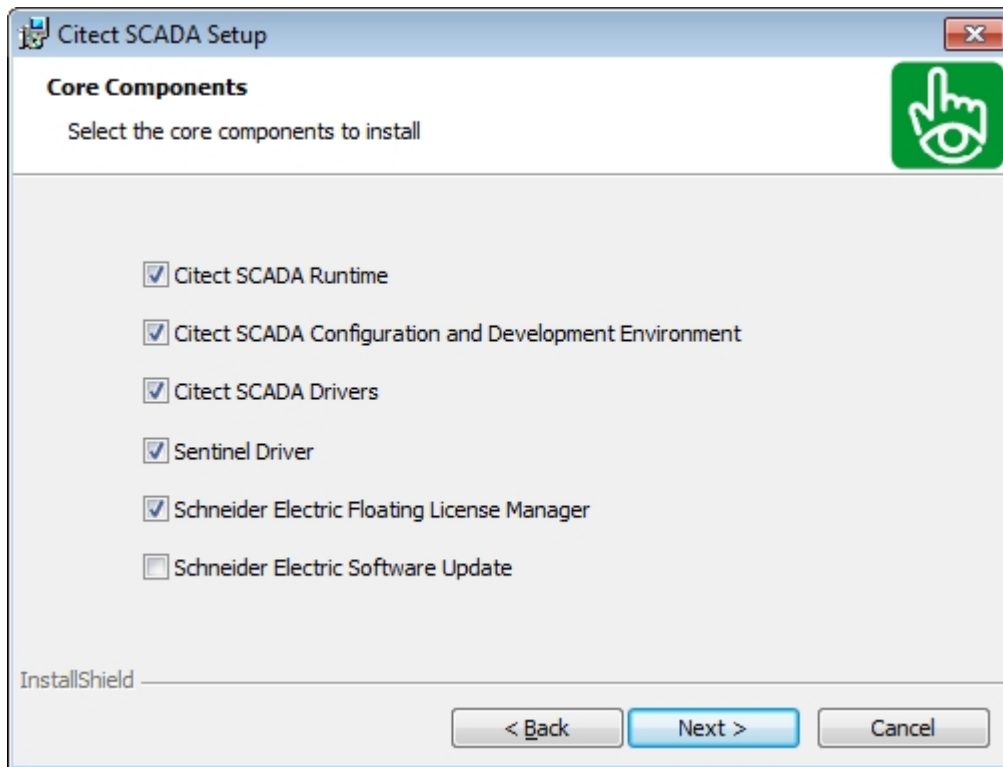 Citect SCADA Setup
Core Components
Select the core components to install
Citect SCADA Runtime
Citect SCADA Configuration and Development Environment
Citect SCADA Drivers
Sentinel Driver
Schneider Electric Floating License Manager
Schneider Electric Software Update
InstallShield
< Back Next > Cancel